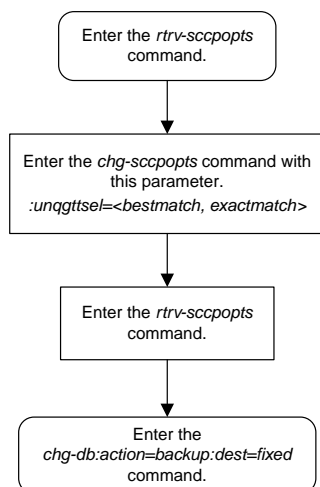 Enter the rtrv-sccpopts
command.
Enter the chg-sccpopts command with
this parameter.
:unqgttsel=<bestmatch, exactmatch>
Enter the rtrv-sccpopts
command.
Enter the
chg-db:action=backup:dest=fixed
command.